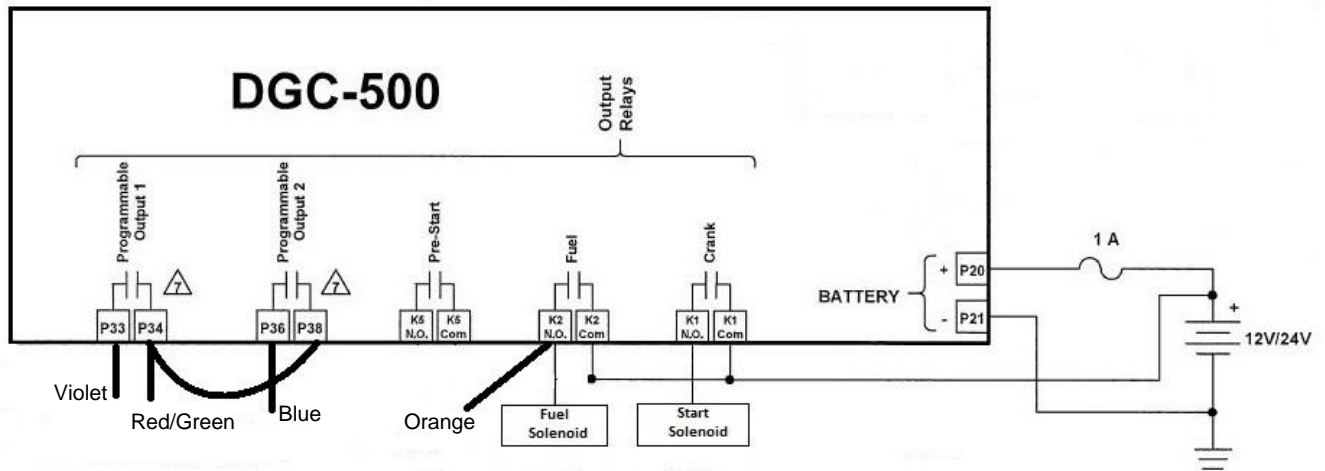 DGC-500
Output
Relays
Programmable
Output 1
Programmable
Output 2
Pre-Start
Fuel
Crank
7
7
1 A
BATTERY
+
P20
-
P21
+
12V/24V
P33
P34
P36
P38
K5
N.O.
K5
Com
K2
N.O.
K2
Com
K1
N.O.
K1
Com
Violet
Red/Green
Blue
Orange
Fuel
Solenoid
Start
Solenoid